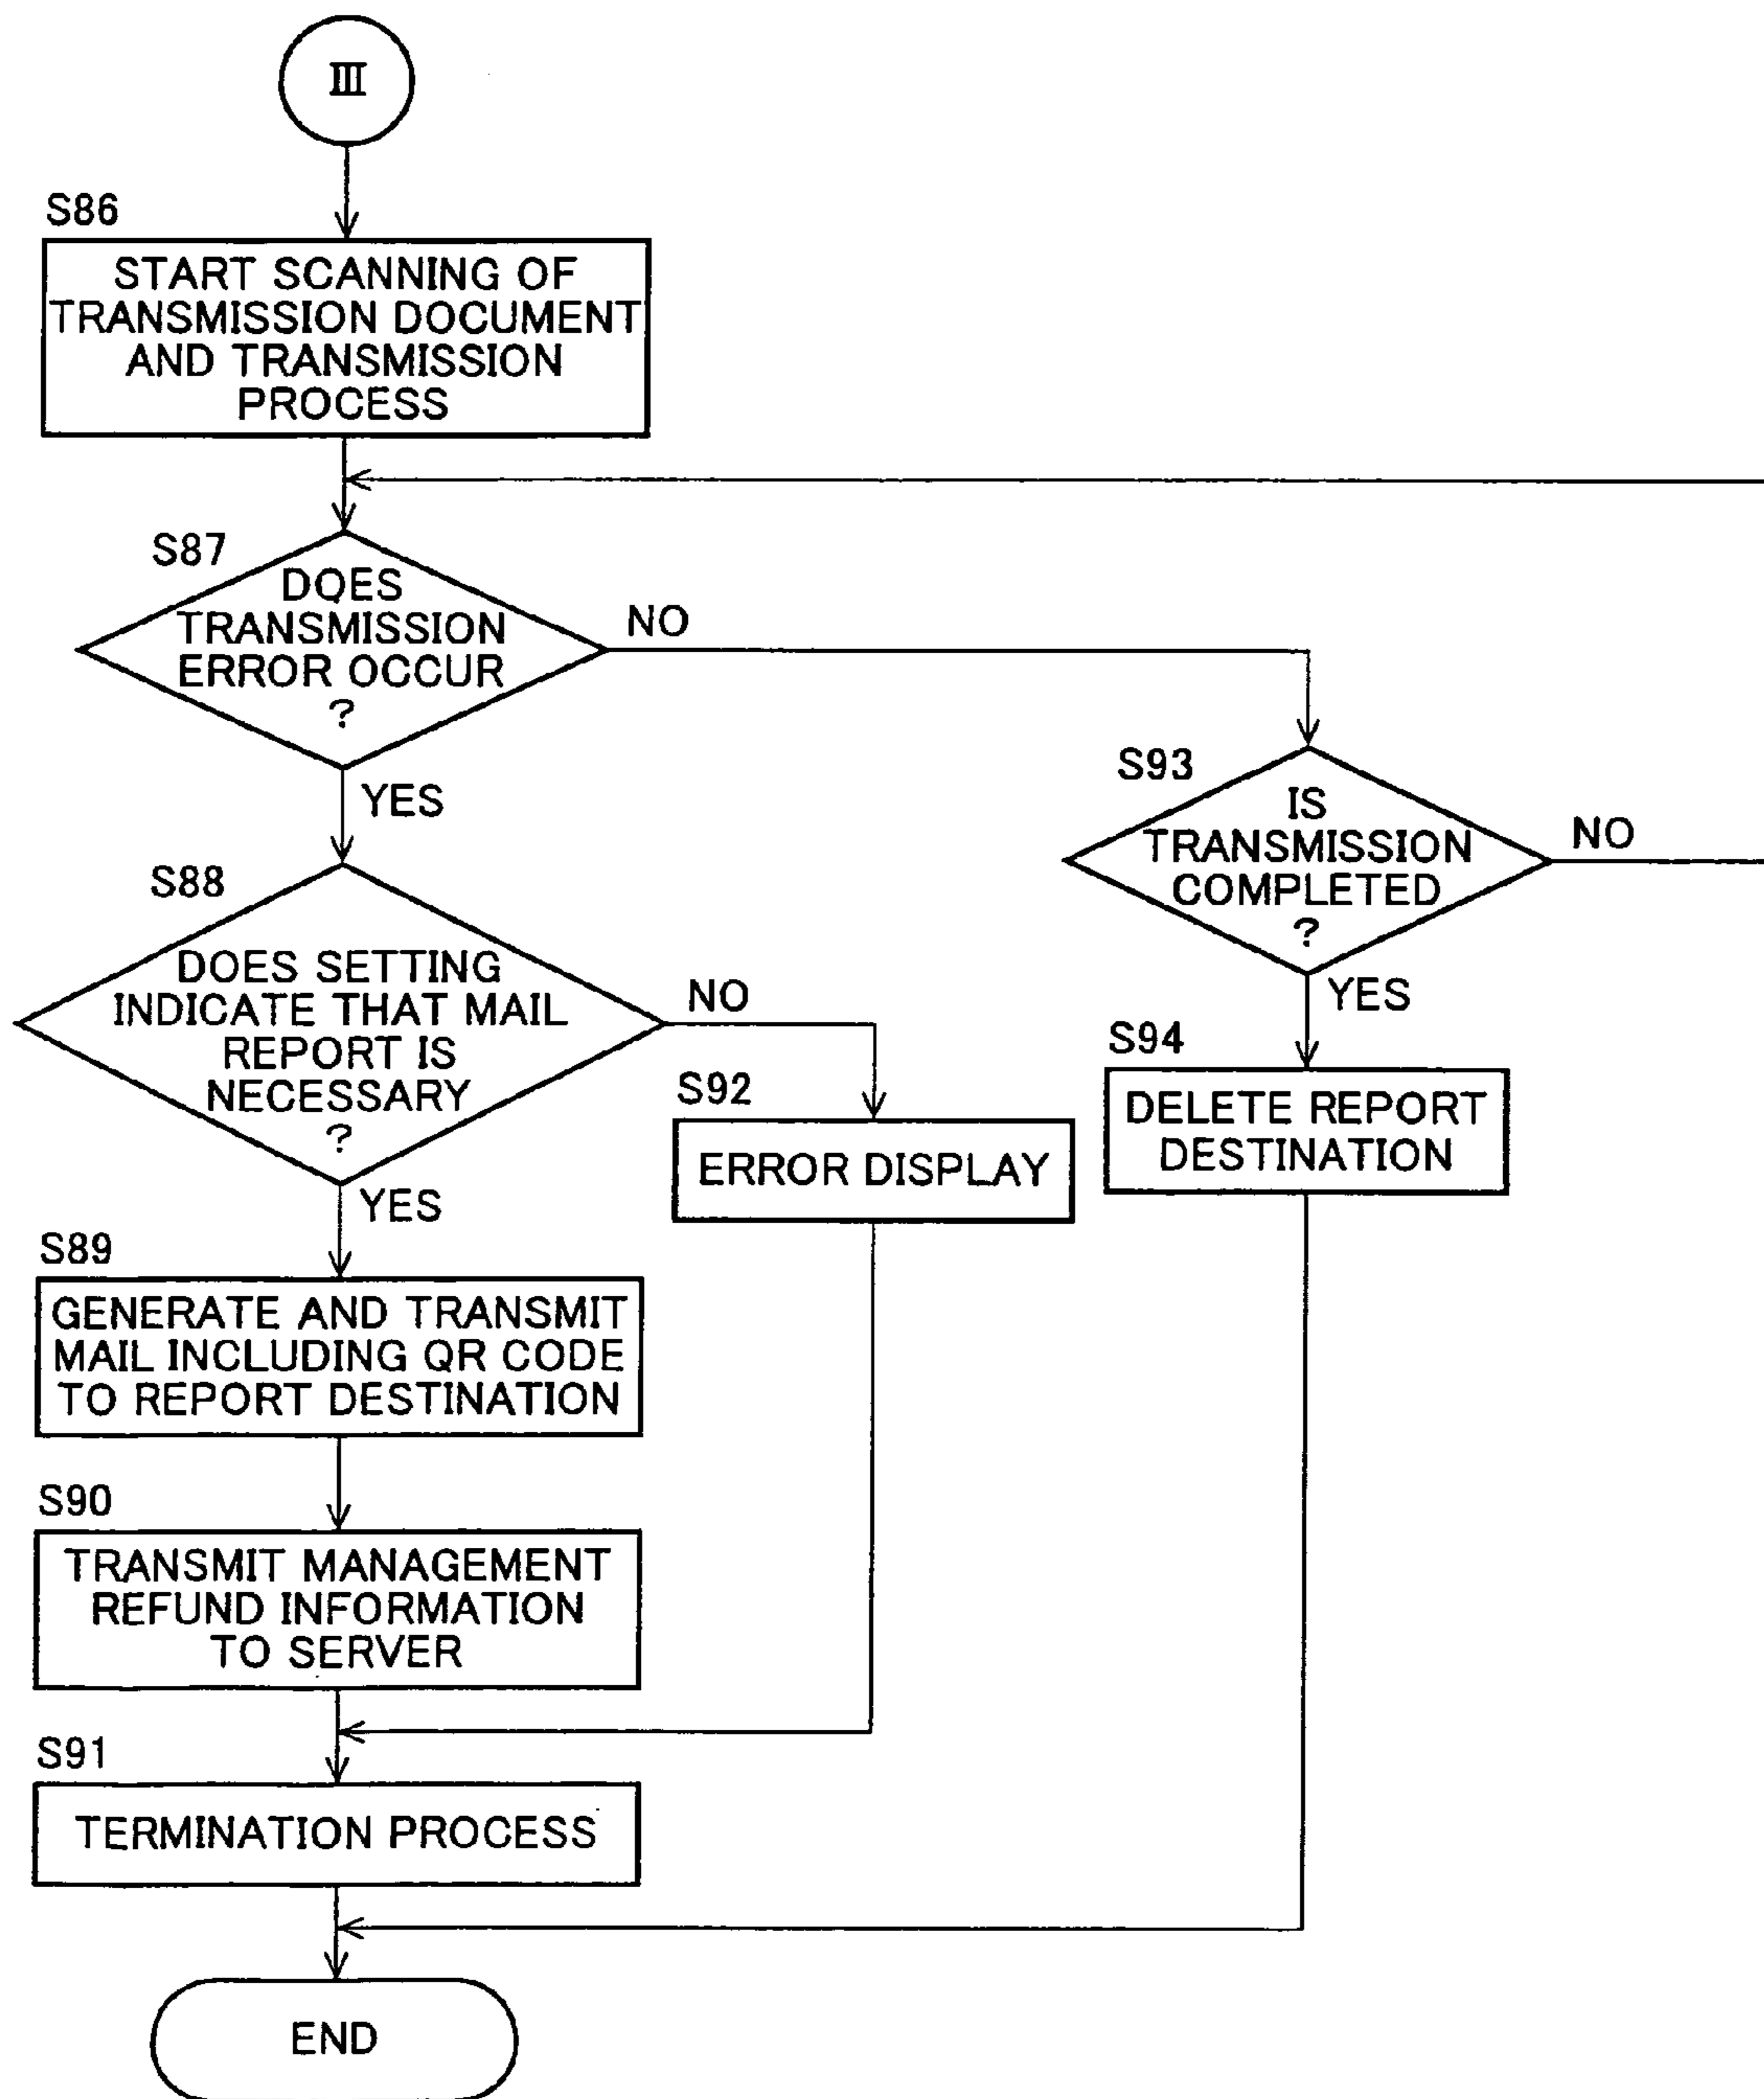 III
S86
START SCANNING OF
TRANSMISSION DOCUMENT
AND TRANSMISSION
PROCESS
S87
DOES
TRANSMISSION
ERROR OCCUR
?
NO
YES
S93
IS
TRANSMISSION
COMPLETED
?
NO
YES
S88
DOES SETTING
INDICATE THAT MAIL
REPORT IS
NECESSARY
?
NO
YES
S92
ERROR DISPLAY
S94
DELETE REPORT
DESTINATION
S89
GENERATE AND TRANSMIT
MAIL INCLUDING QR CODE
TO REPORT DESTINATION
S90
TRANSMIT MANAGEMENT
REFUND INFORMATION
TO SERVER
S91
TERMINATION PROCESS
END